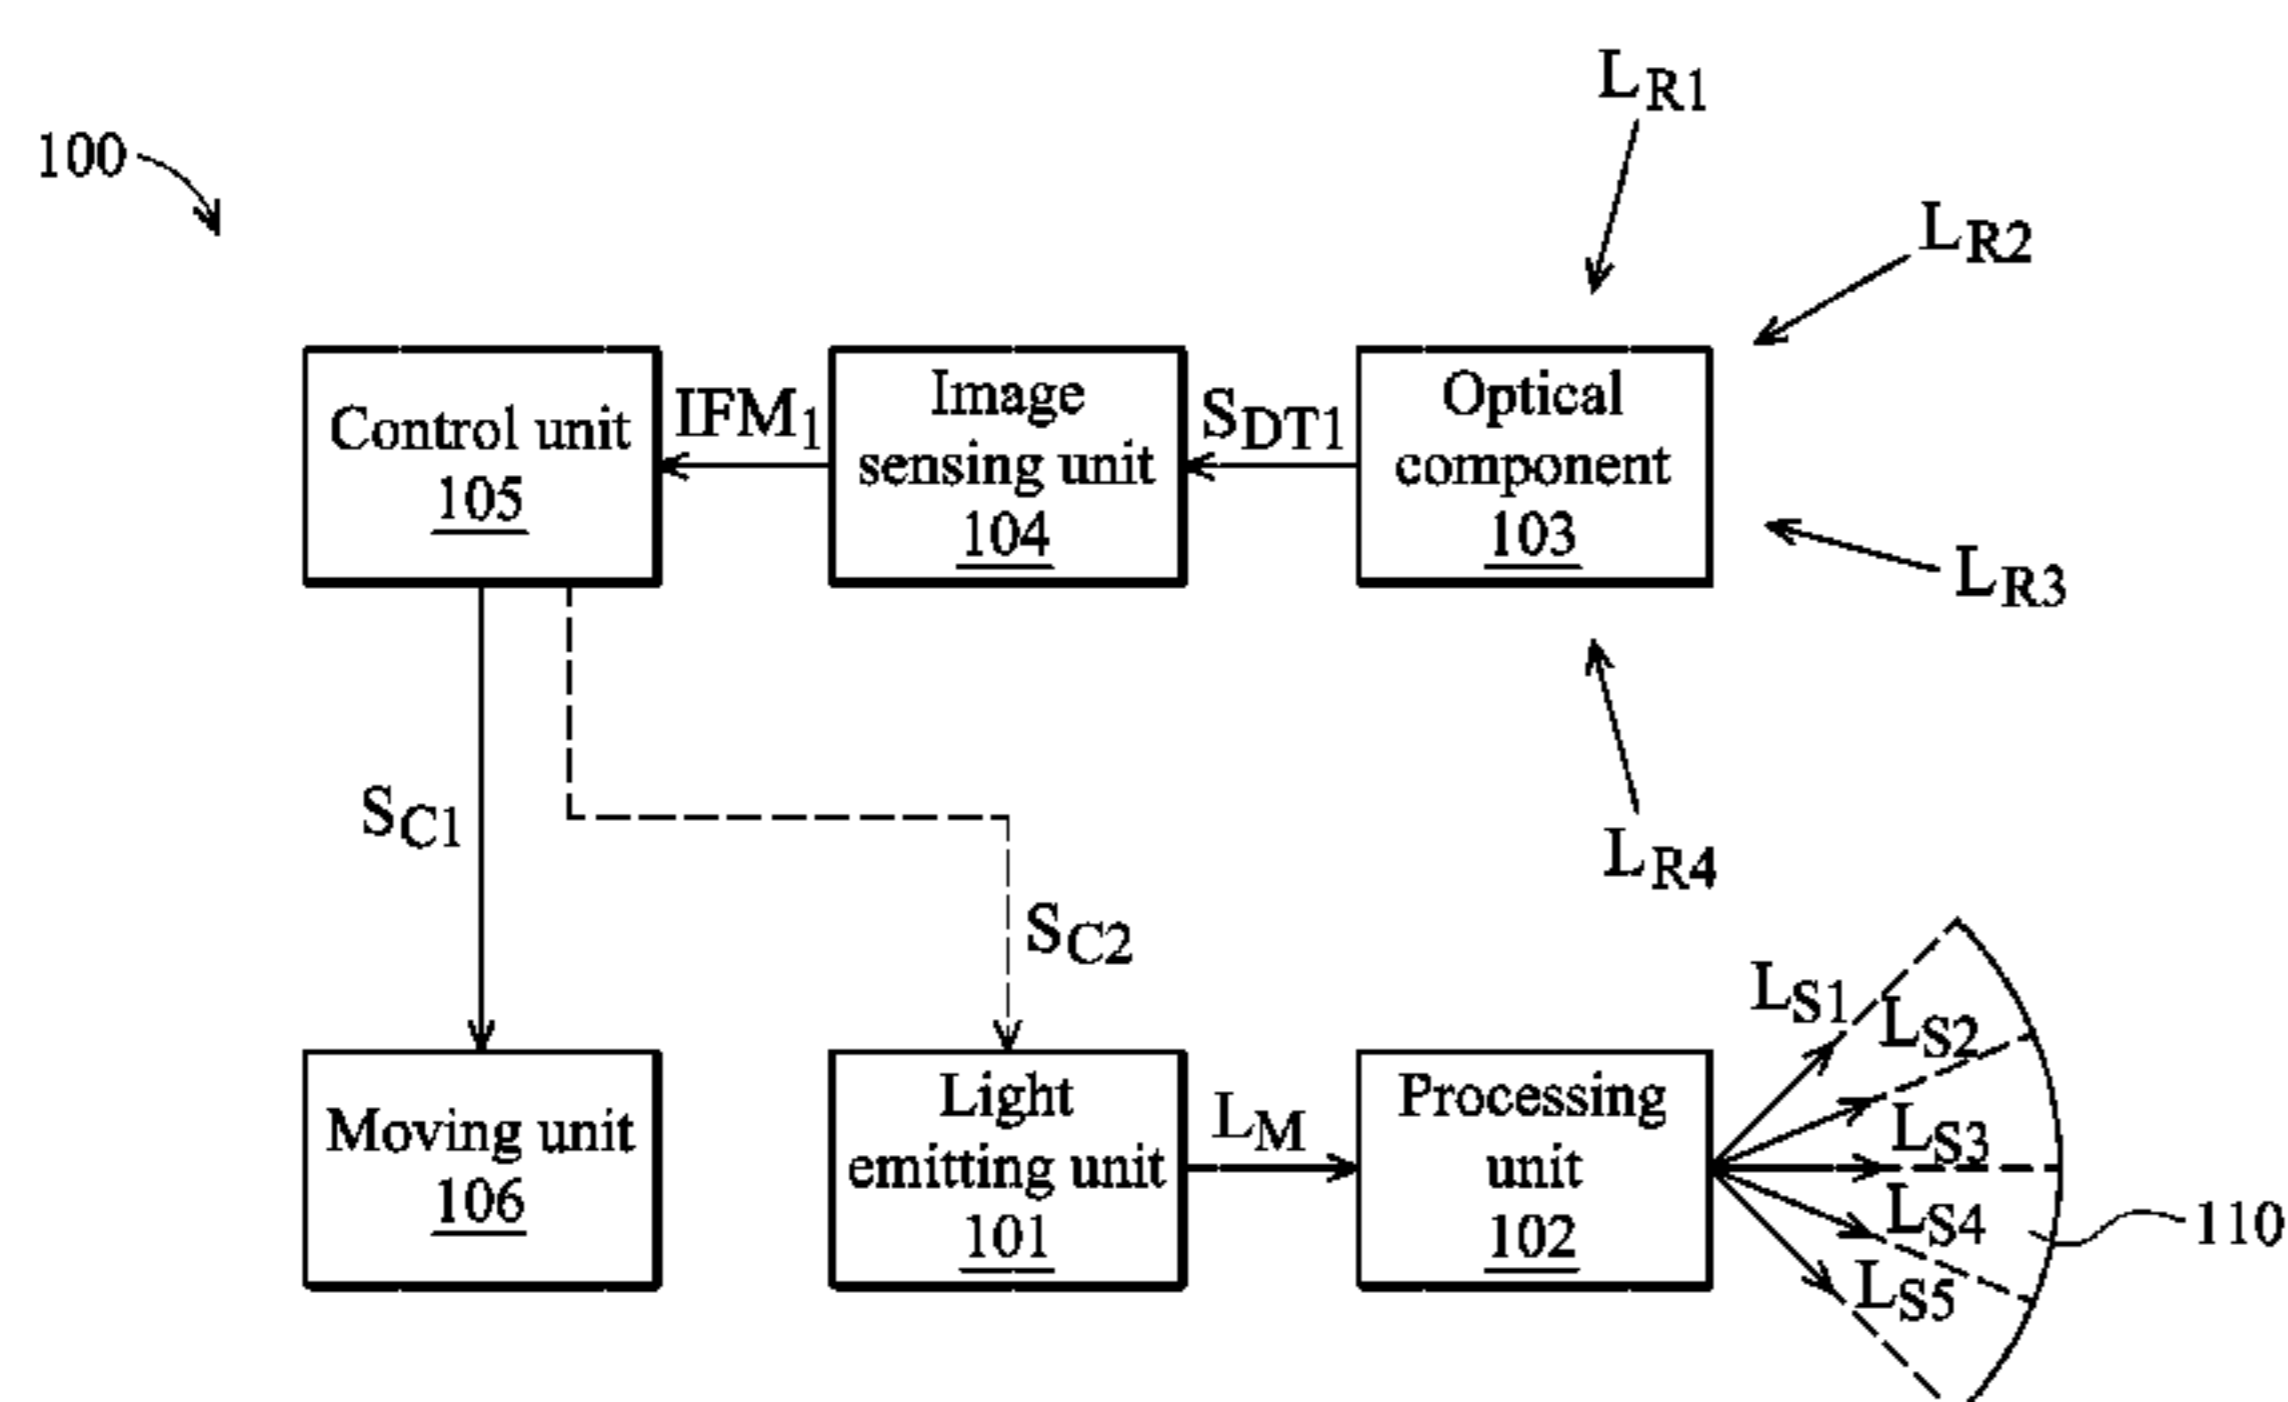 100
LR1
LR2
Control unit
105
IFM1
Image
sensing unit
104
SDT1
Optical
component
103
LR3
LR4
SC1
SC2
Moving unit
106
Light
emitting unit
101
LM
Processing
unit
102
LS1
LS2
LS3
LS4
LS5
110